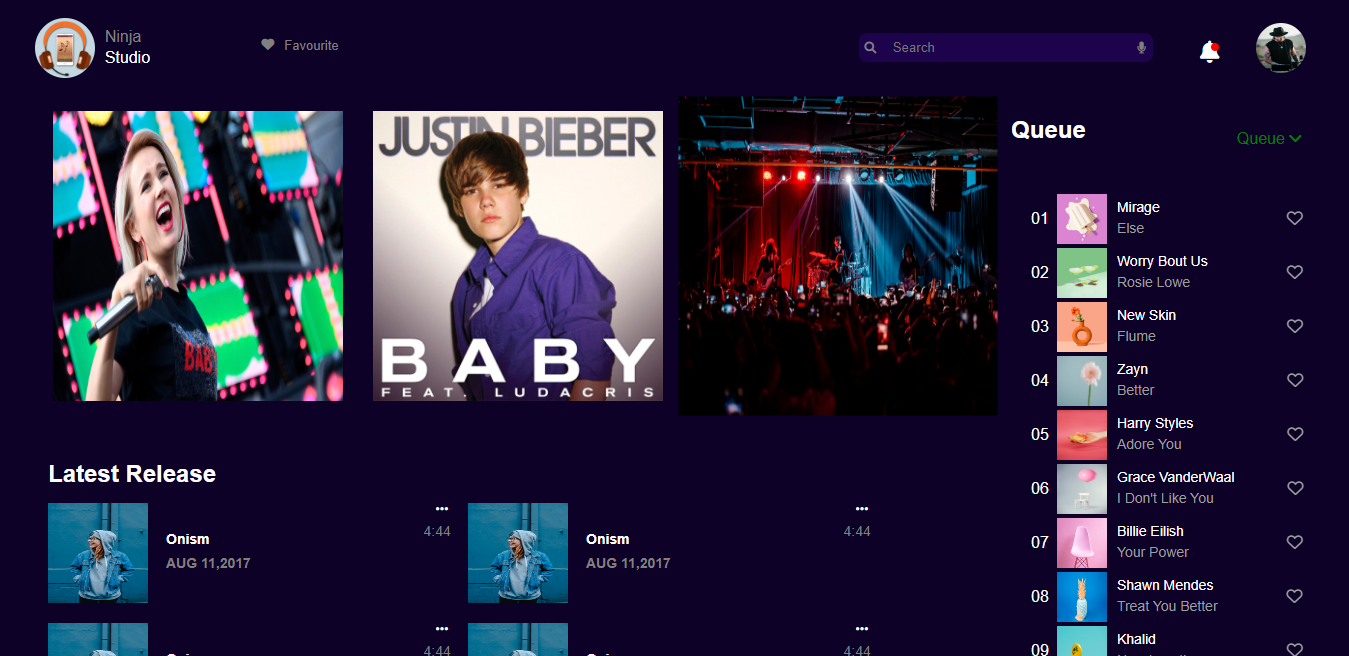 Ninja
Studio
Favourite
Search
JUSTIN BIEBER
BABY
FEAT. LUDACRIS
BABY
Queue
Queue
01
Mirage
Else
02
Worry Bout Us
Rosie Lowe
03
New Skin
Flume
04
Zayn
Better
05
Harry Styles
Adore You
06
Grace VanderWaal
I Don't Like You
07
Billie Eilish
Your Power
08
Shawn Mendes
Treat You Better
09
Khalid
Latest Release
Onism
AUG 11,2017
4:44
Onism
AUG 11,2017
4:44
4:44
4:44